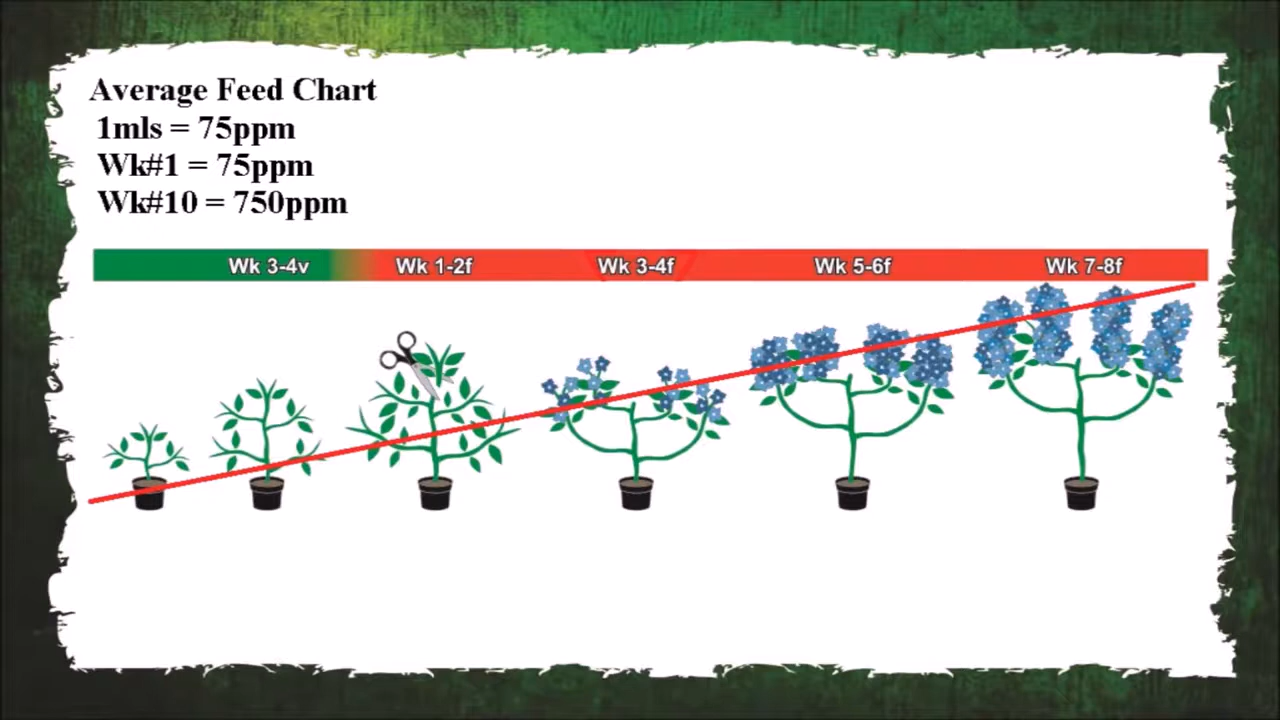 Average Feed Chart
1mls = 75ppm
Wk#1 = 75ppm
Wk#10 = 750ppm
Wk 3-4v Wk 1-2f Wk 3-4f Wk 5-6f Wk 7-8f